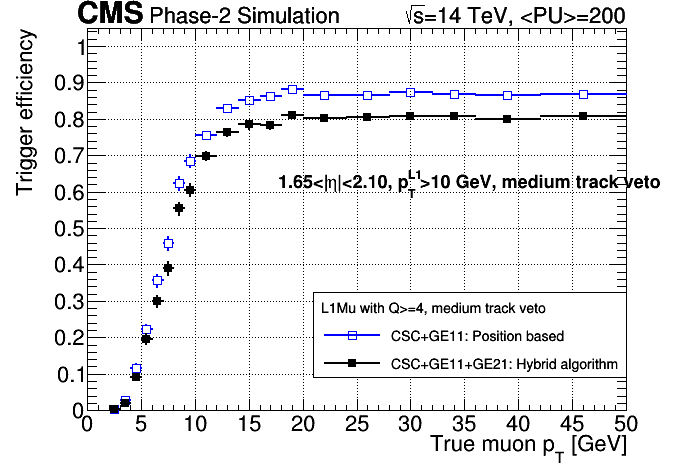 CMS Phase-2 Simulation √s=14 TeV, <PU>=200
Trigger efficiency
1
0.9
0.8
0.7
0.6
0.5
0.4
0.3
0.2
0.1
0
1.65<|η|<2.10, p_T^L1>10 GeV, medium track veto
L1Mu with Q>=4, medium track veto
CSC+GE11: Position based
CSC+GE11+GE21: Hybrid algorithm
0 5 10 15 20 25 30 35 40 45 50
True muon p_T [GeV]